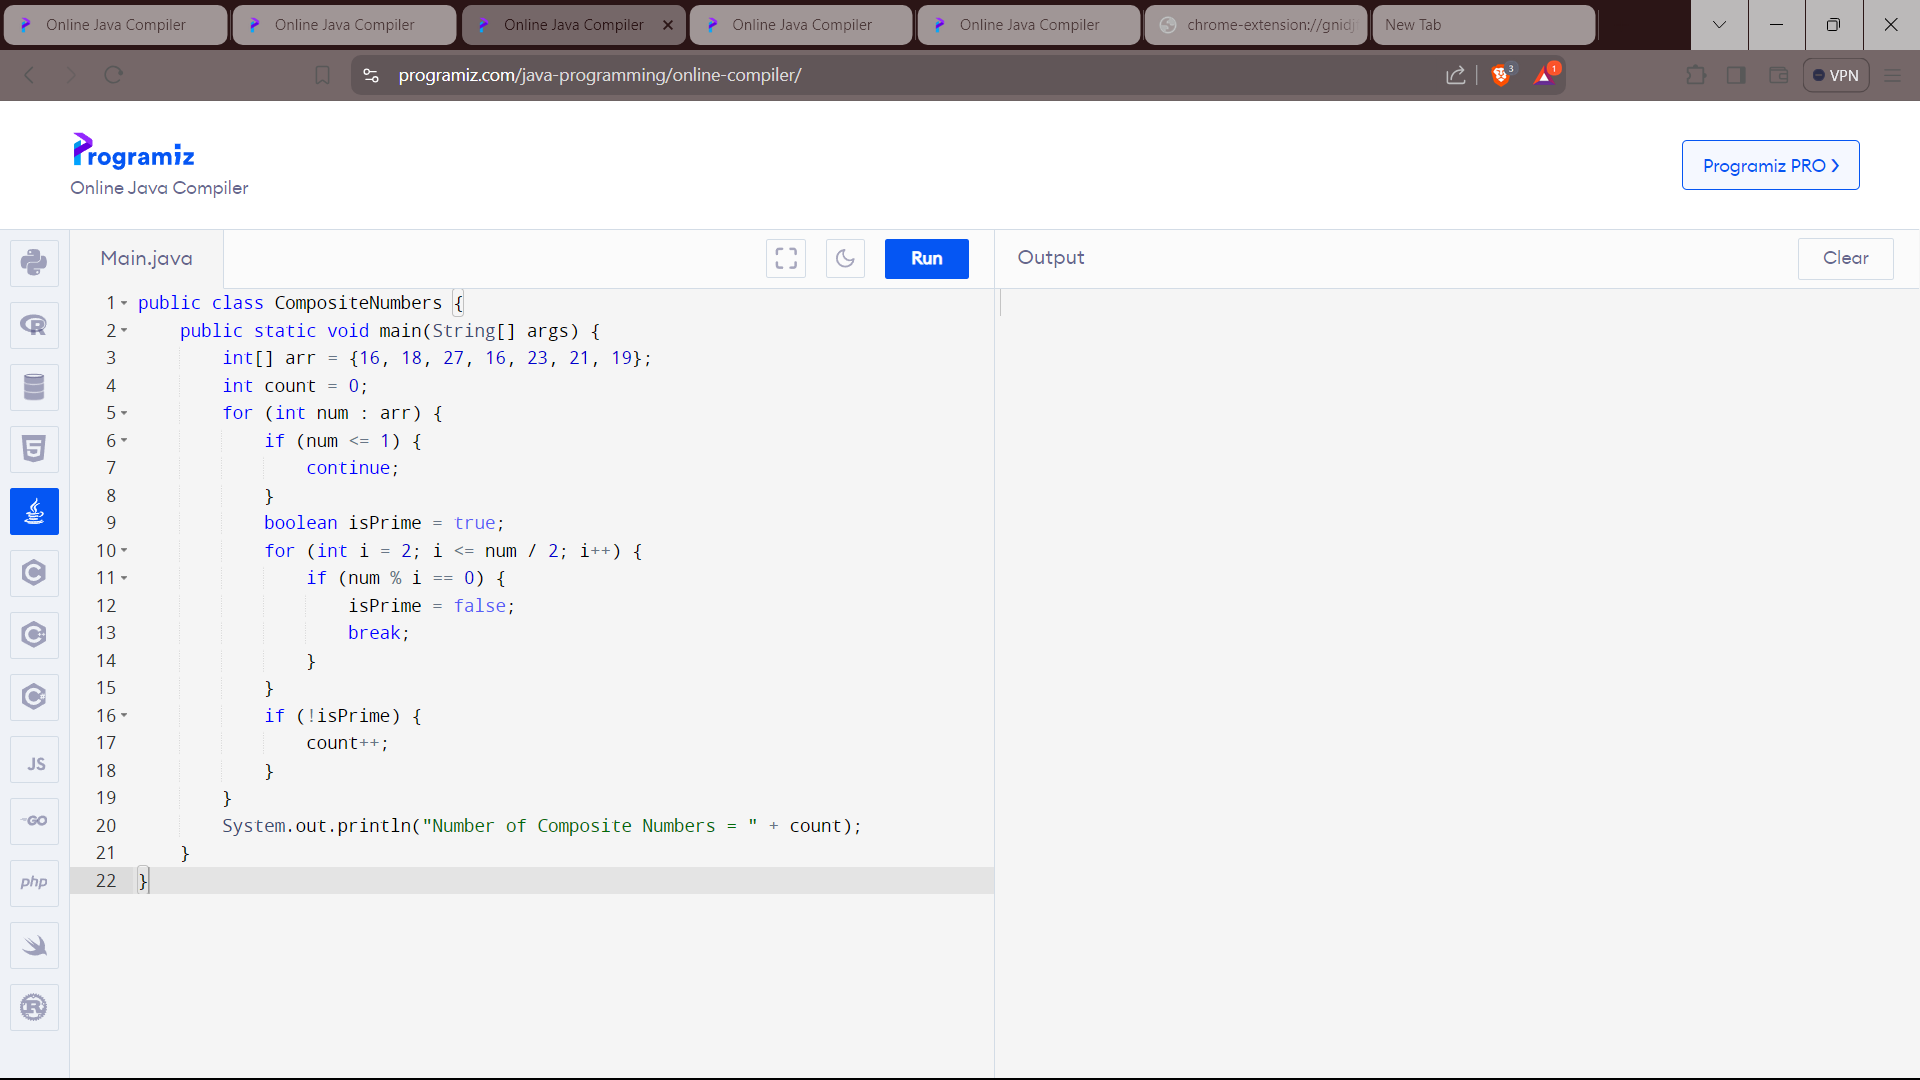 Online Java Compiler
Online Java Compiler
Online Java Compiler
Online Java Compiler
Online Java Compiler
chrome-extension://gnidj
New Tab
programiz.com/java-programming/online-compiler/
3
1
VPN
Programiz
Online Java Compiler
Programiz PRO
Main.java
Run
Output
Clear
1 public class CompositeNumbers {
2     public static void main(String[] args) {
3         int[] arr = {16, 18, 27, 16, 23, 21, 19};
4         int count = 0;
5         for (int num : arr) {
6             if (num <= 1) {
7                 continue;
8             }
9             boolean isPrime = true;
10             for (int i = 2; i <= num / 2; i++) {
11                 if (num % i == 0) {
12                     isPrime = false;
13                     break;
14                 }
15             }
16             if (!isPrime) {
17                 count++;
18             }
19         }
20         System.out.println("Number of Composite Numbers = " + count);
21     }
22 }
R
5
C
C
C
JS
GO
php
R